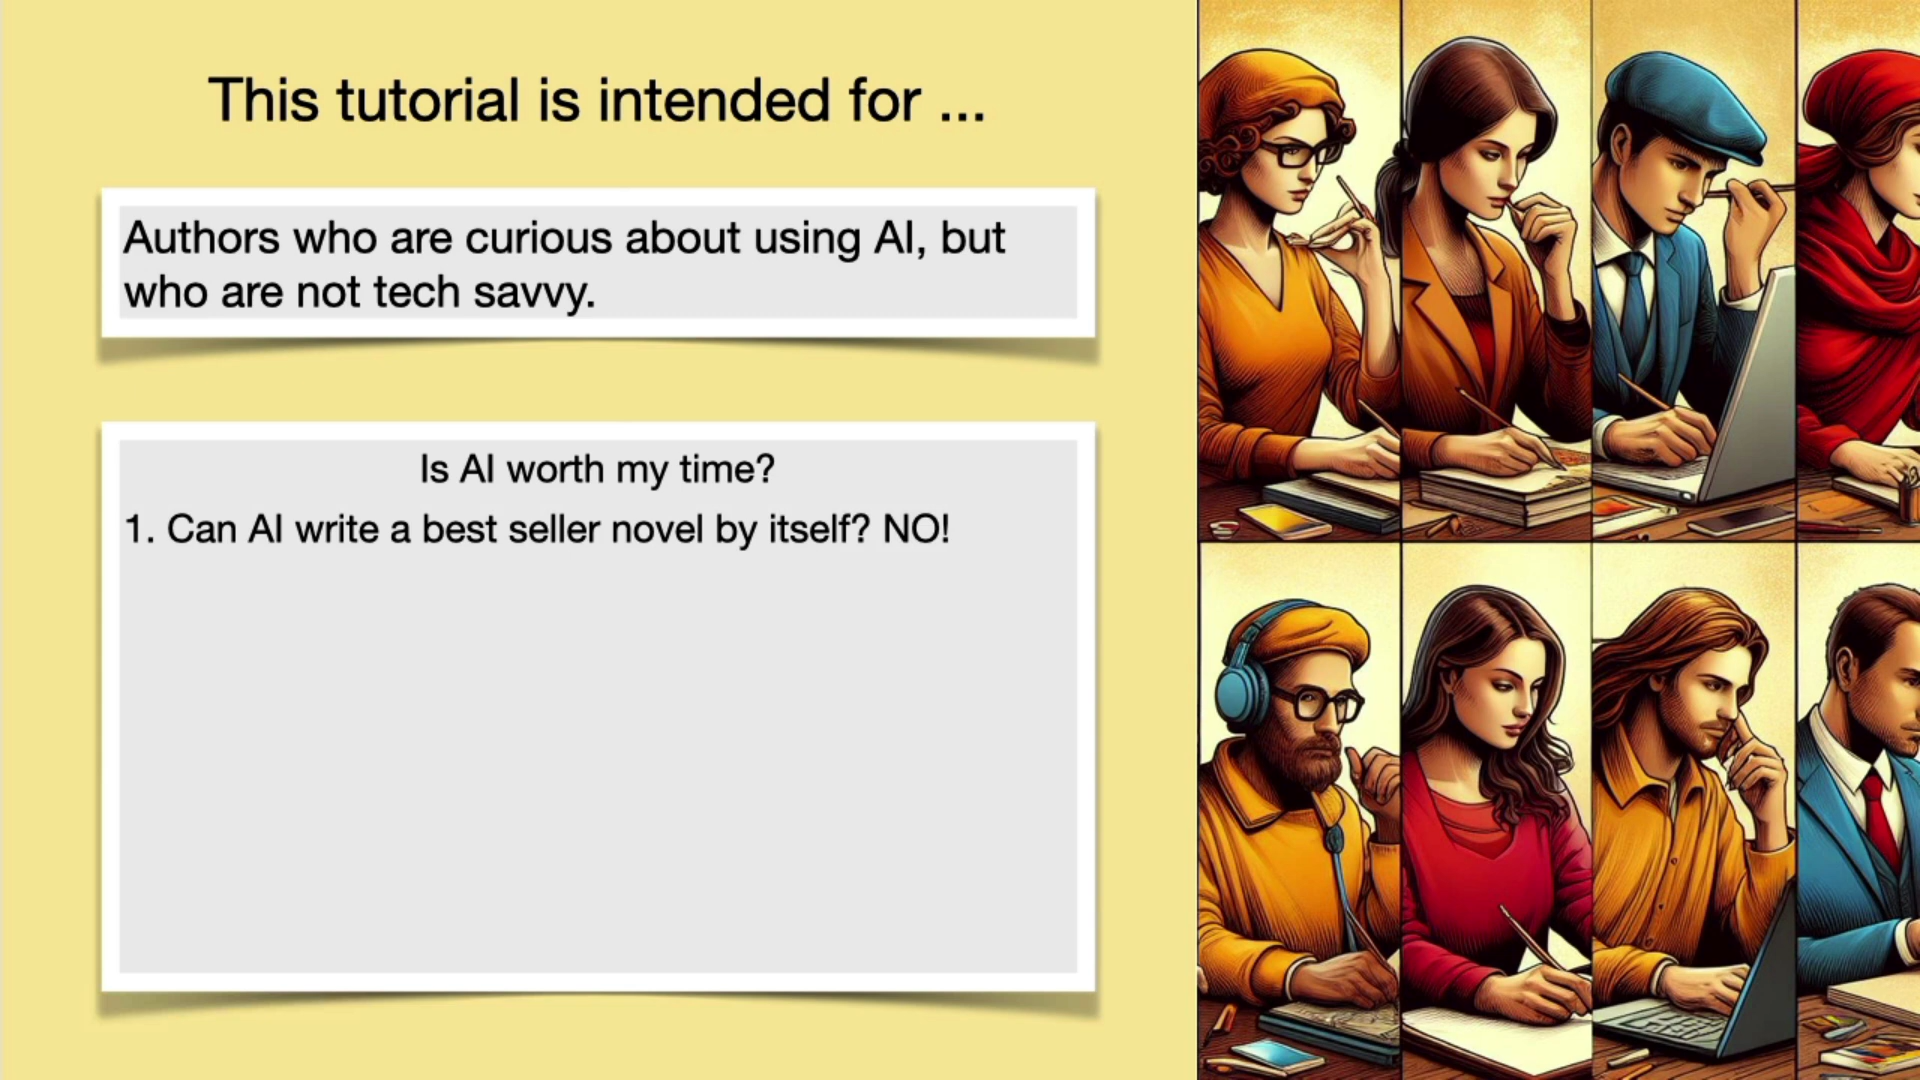 This tutorial is intended for ...
Authors who are curious about using AI, but
who are not tech savvy.
Is AI worth my time?
1. Can AI write a best seller novel by itself? NO!